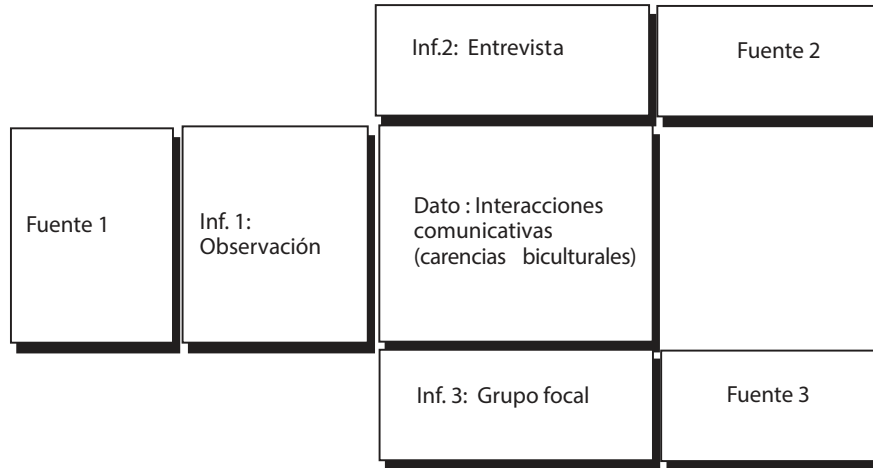 Inf.2: Entrevista
Fuente 2
Fuente 1
Inf. 1:
Observación
Dato : Interacciones
comunicativas
(carencias biculturales)
Inf. 3: Grupo focal
Fuente 3